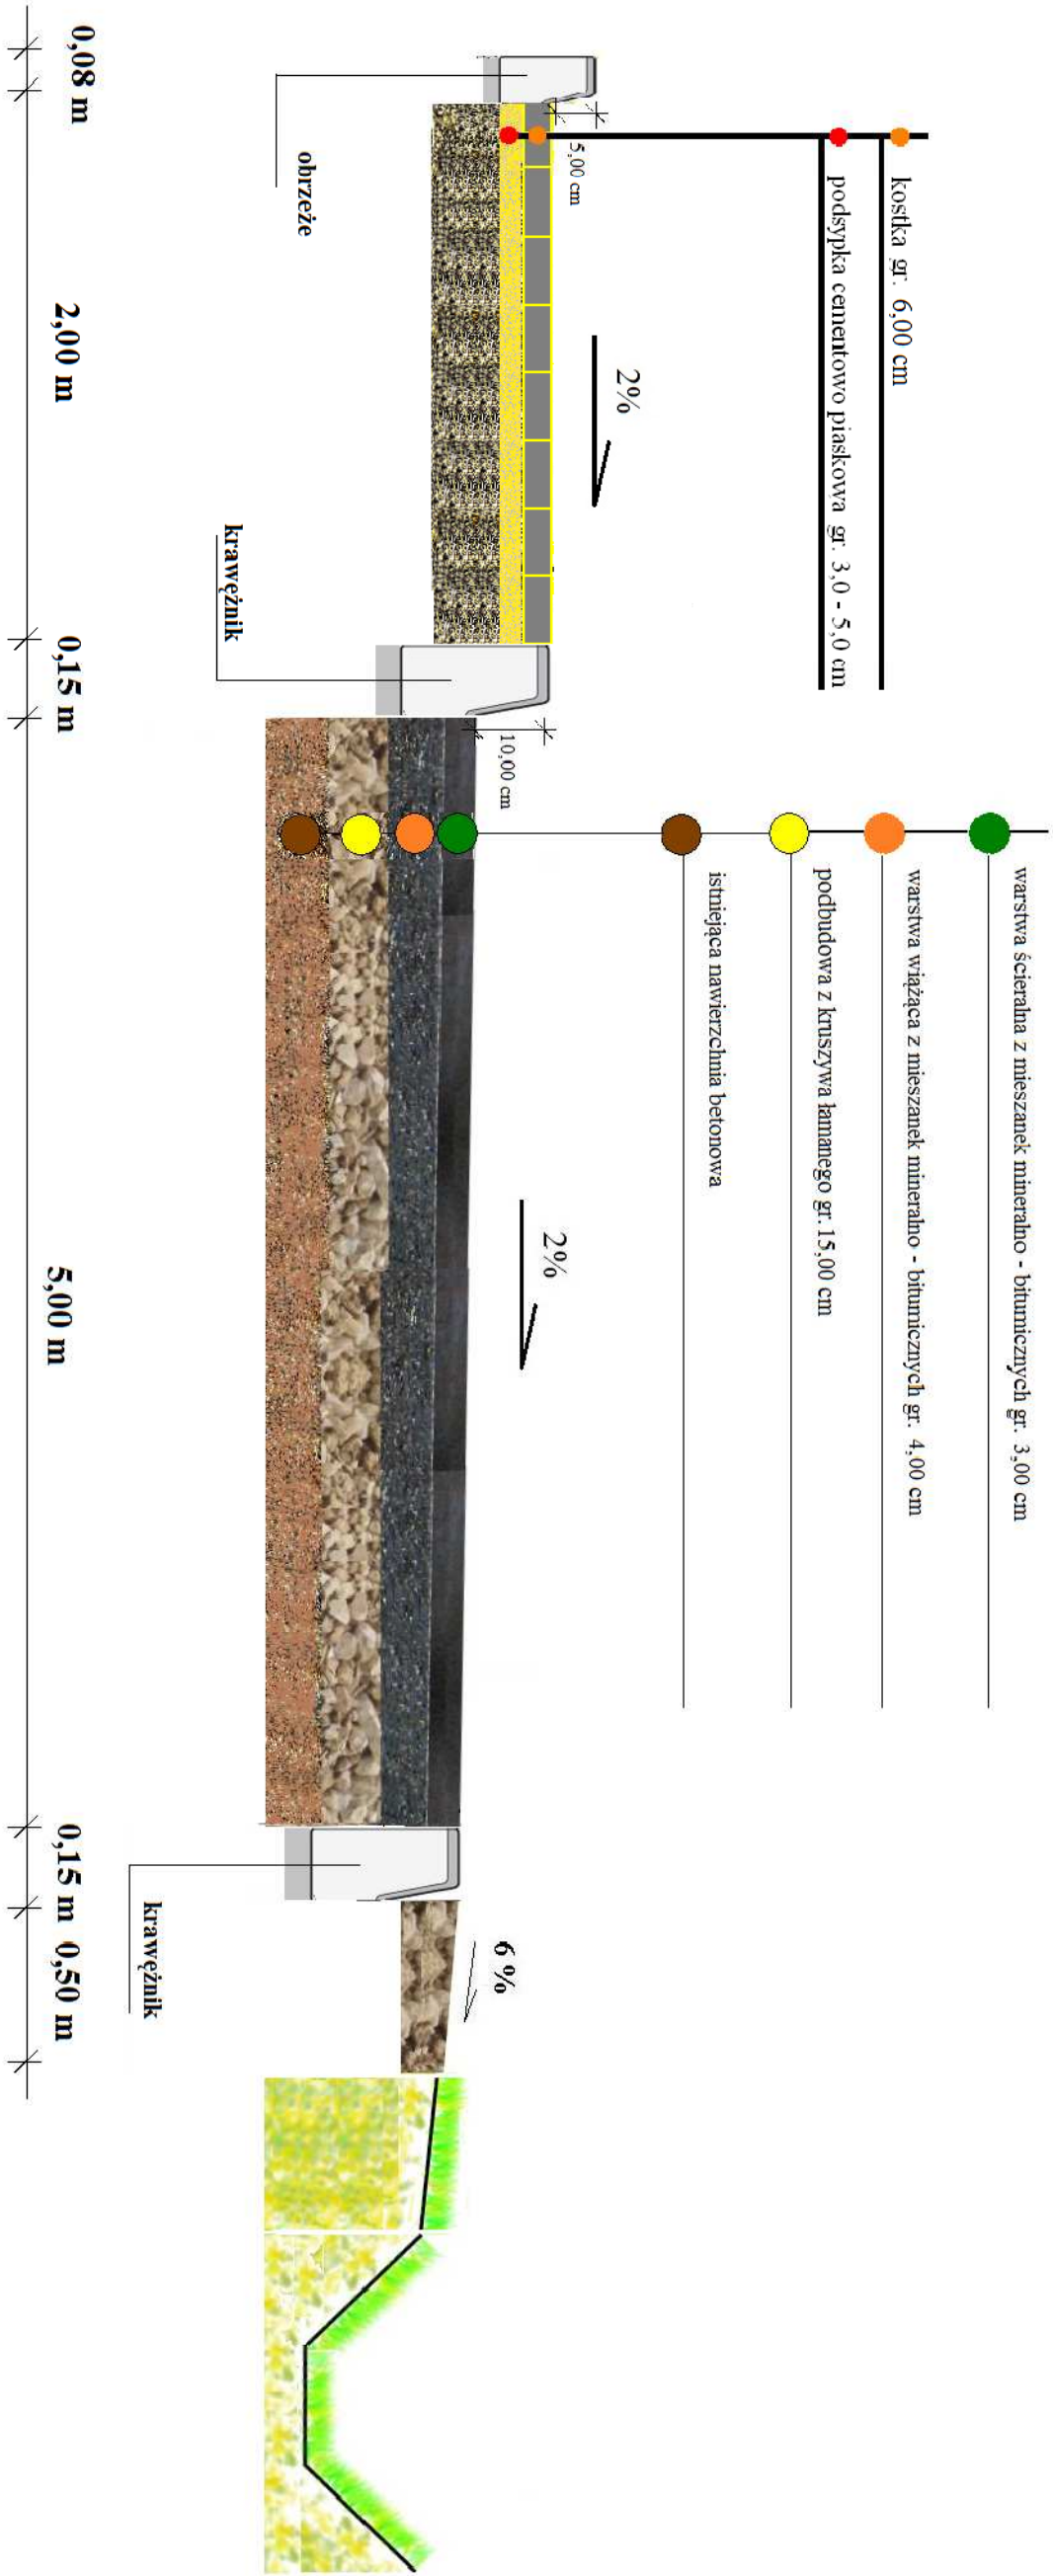 warstwa ścieralna z mieszanek mineralno - bitumicznych gr. 3,00 cm
kostka gr. 6,00 cm
warstwa wiążąca z mieszanek mineralno - bitumicznych gr. 4,00 cm
podsypka cementowo piaskowa gr. 3,0 - 5,0 cm
podbudowa z kruszywa łamanego gr. 15,00 cm
istniejąca nawierzchnia betonowa
2%
5,00 cm
2%
10,00 cm
6 %
obrzeże
krawężnik
krawężnik
0,08 m
2,00 m
0,15 m
5,00 m
0,15 m
0,50 m